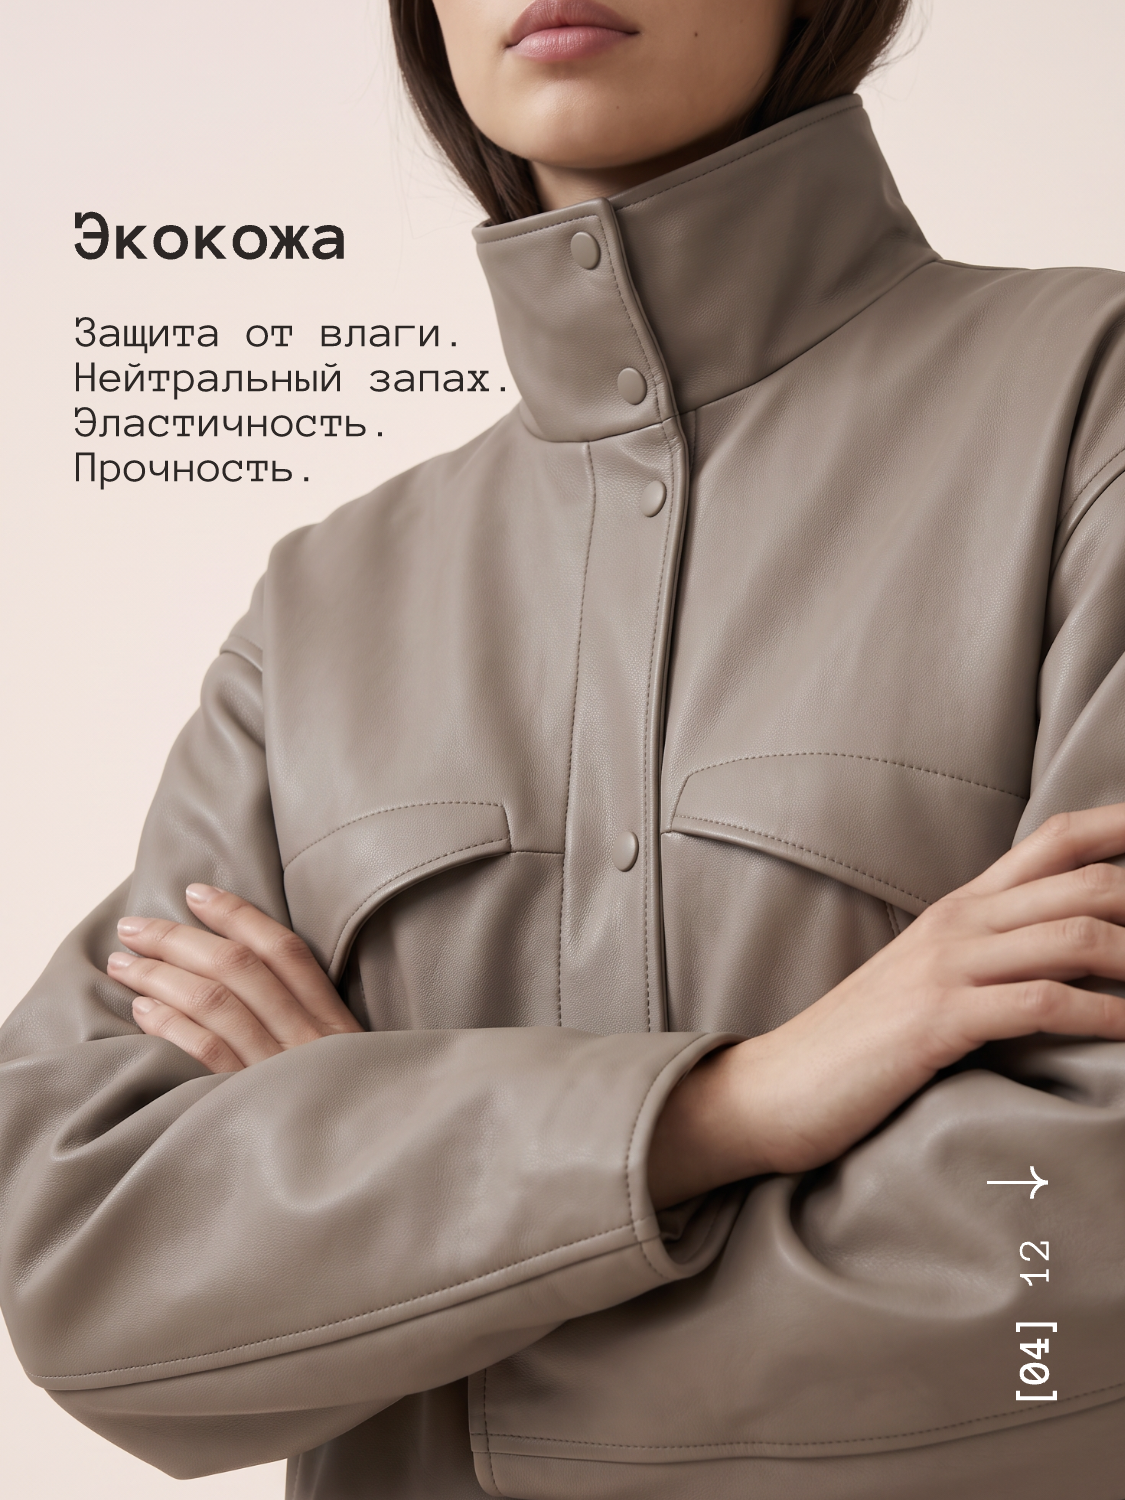 Экокожа
Защита от влаги.
Нейтральный запах.
Эластичность.
Прочность.
[04] 12